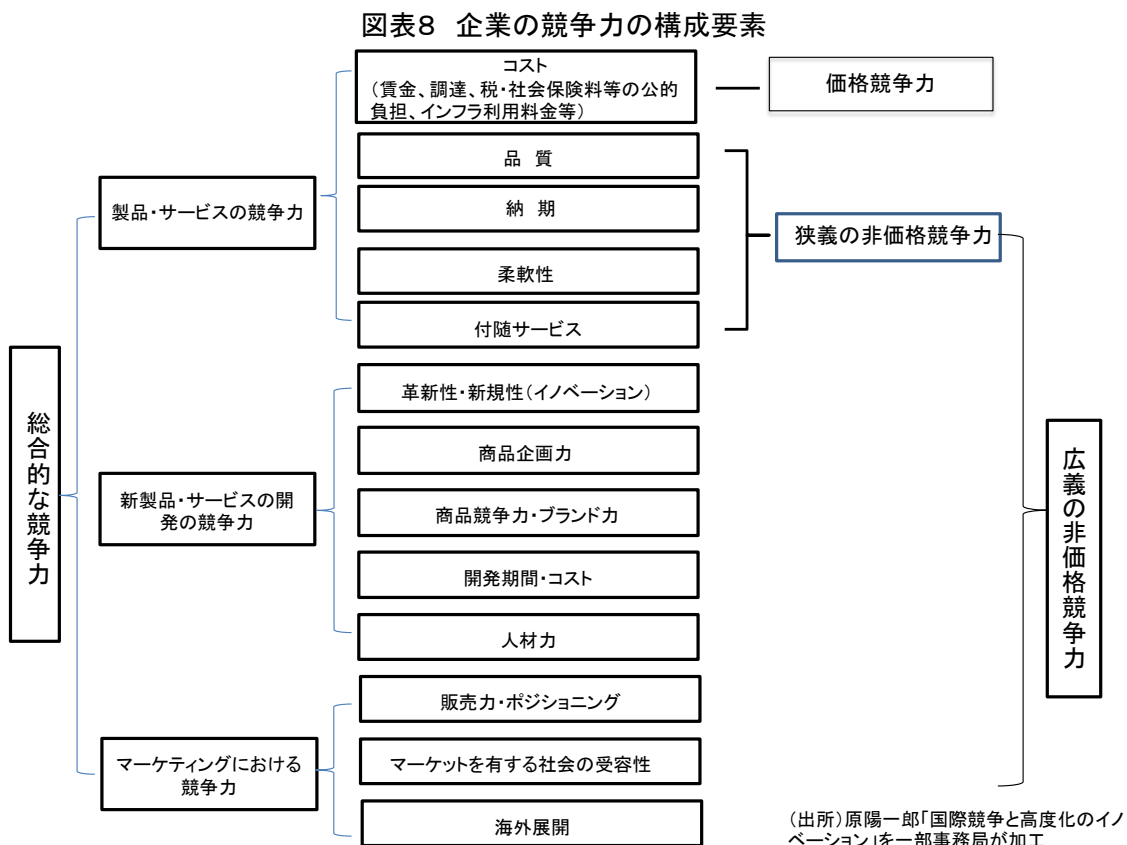 図表８ 企業の競争力の構成要素
コスト
（賃金、調達、税・社会保険料等の公的
負担、インフラ利用料金等）
価格競争力
品 質
納 期
柔軟性
付随サービス
製品・サービスの競争力
狭義の非価格競争力
総合的な競争力
革新性・新規性（イノベーション）
商品企画力
商品競争力・ブランド力
開発期間・コスト
人材力
新製品・サービスの開
発の競争力
広義の非価格競争力
販売力・ポジショニング
マーケットを有する社会の受容性
海外展開
マーケティングにおける
競争力
（出所）原陽一郎「国際競争と高度化のイノ
ベーション」を一部事務局が加工